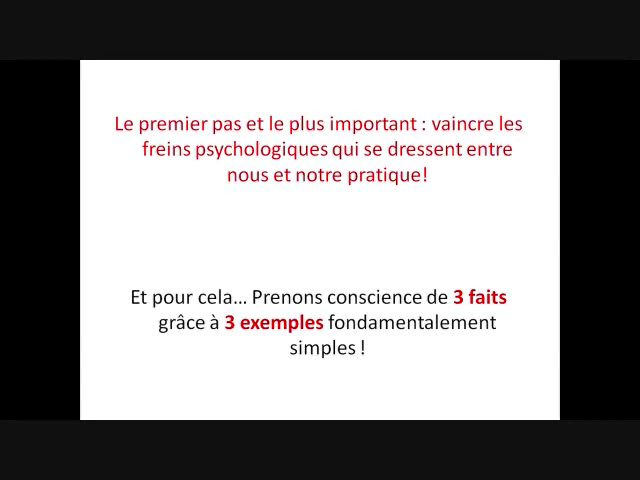 Le premier pas et le plus important : vaincre les
freins psychologiques qui se dressent entre
nous et notre pratique!
Et pour cela... Prenons conscience de 3 faits
grâce à 3 exemples fondamentalement
simples !